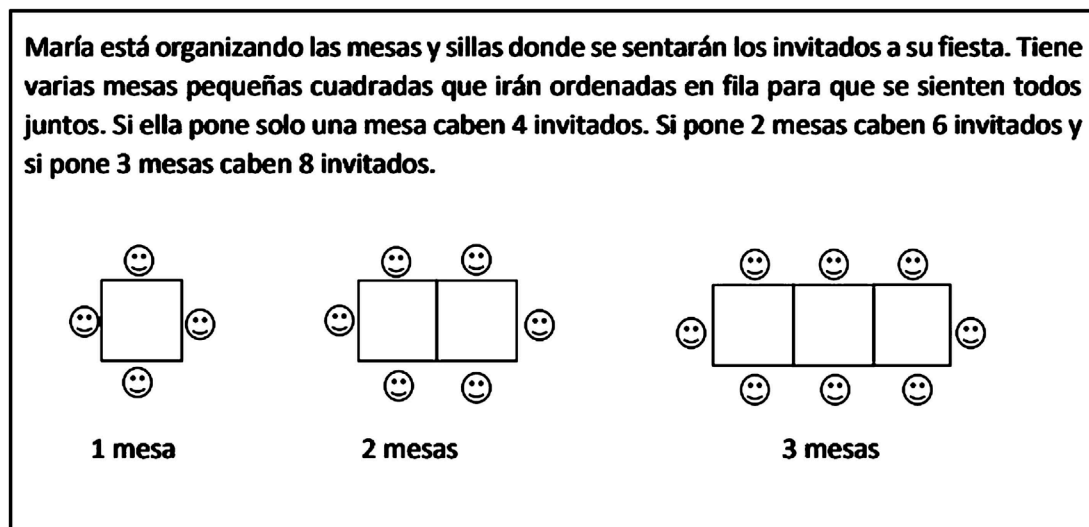 María está organizando las mesas y sillas donde se sentarán los invitados a su fiesta. Tiene
varias mesas pequeñas cuadradas que irán ordenadas en fila para que se sienten todos
juntos. Si ella pone solo una mesa caben 4 invitados. Si pone 2 mesas caben 6 invitados y
si pone 3 mesas caben 8 invitados.
1 mesa
2 mesas
3 mesas